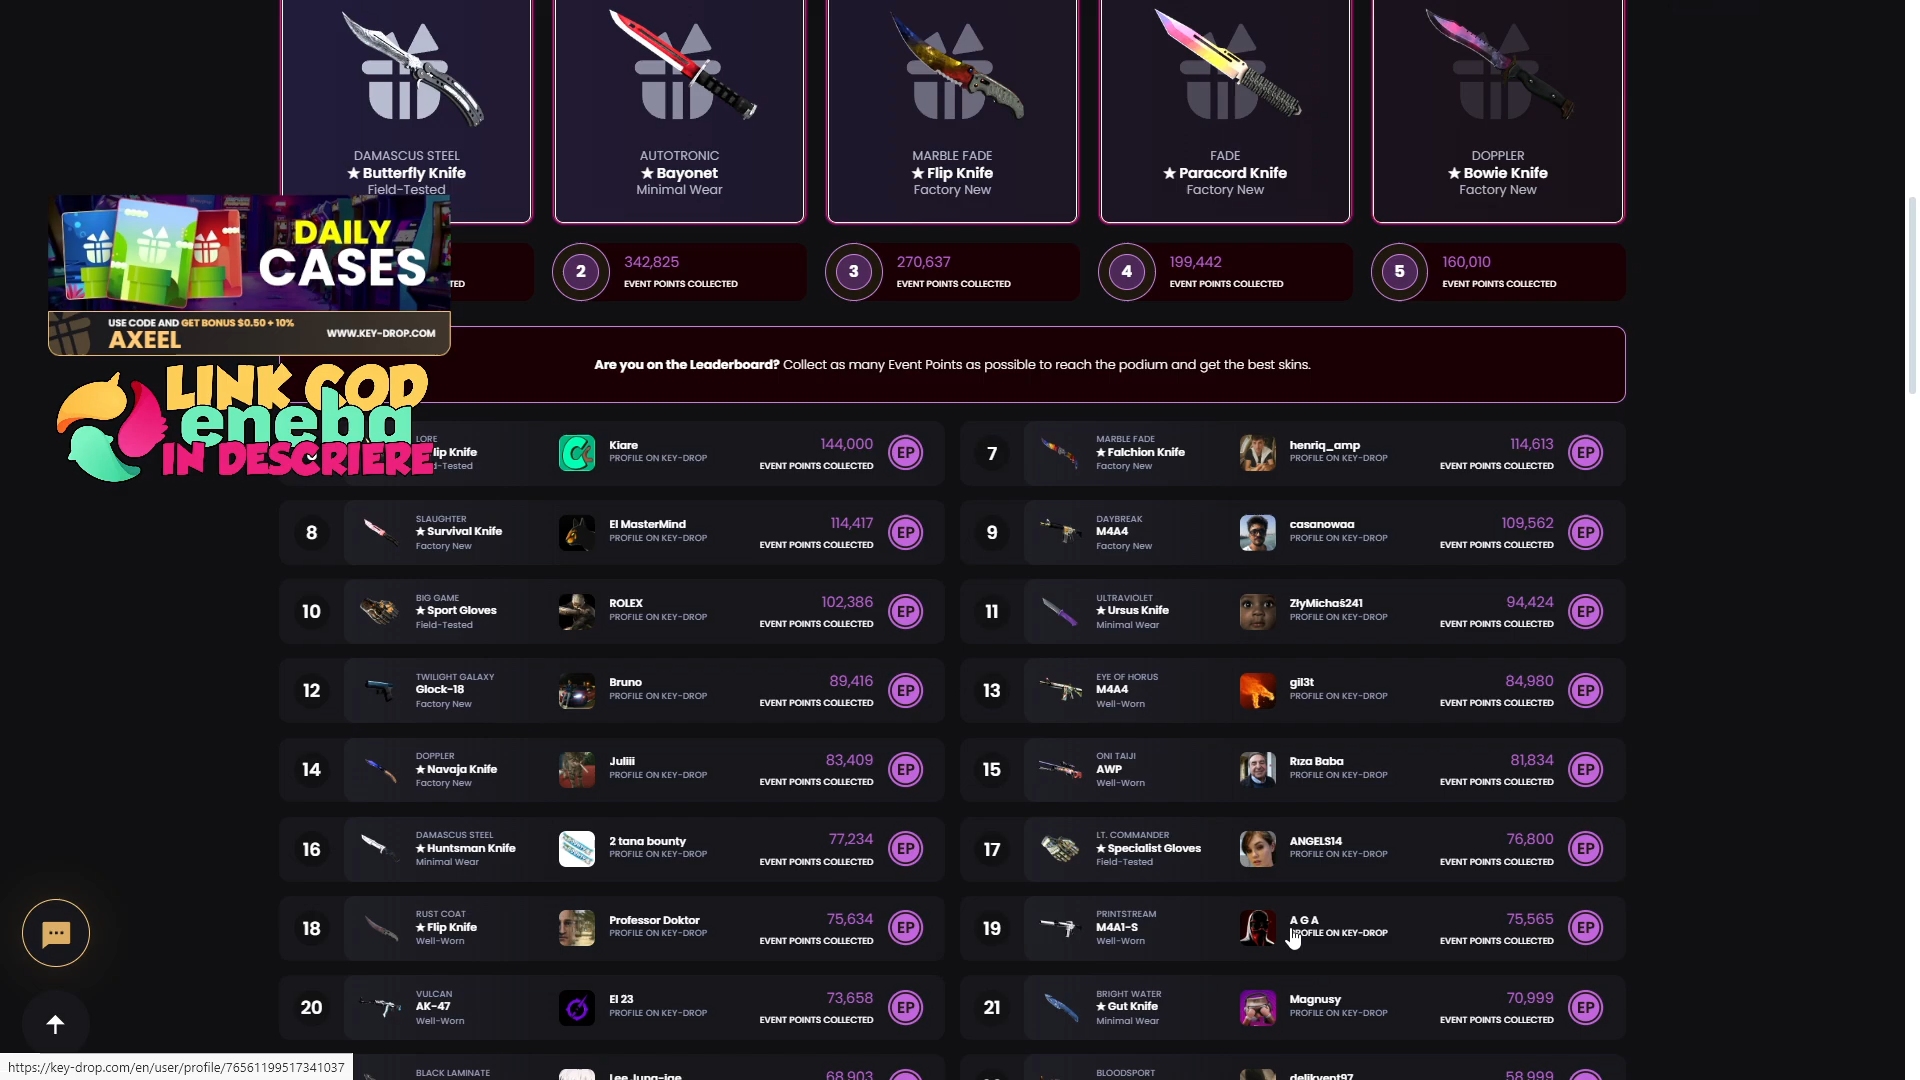 DAMASCUS STEEL
★ Butterfly Knife
Field-Tested
AUTOTRONIC
★ Bayonet
Minimal Wear
MARBLE FADE
★ Flip Knife
Factory New
FADE
★ Paracord Knife
Factory New
DOPPLER
★ Bowie Knife
Factory New
DAILY
CASES
USE CODE AND GET BONUS $0.50 + 10%
AXEEL
WWW.KEY-DROP.COM
2
342,825
EVENT POINTS COLLECTED
3
270,637
EVENT POINTS COLLECTED
4
199,442
EVENT POINTS COLLECTED
5
160,010
EVENT POINTS COLLECTED
Are you on the Leaderboard? Collect as many Event Points as possible to reach the podium and get the best skins.
LINK COD
eneba
IN DESCRIERE
LORE
Kiare
PROFILE ON KEY-DROP
144,000
EVENT POINTS COLLECTED
EP
7
MARBLE FADE
★ Falchion Knife
Factory New
henriq_amp
PROFILE ON KEY-DROP
114,613
EVENT POINTS COLLECTED
EP
8
SLAUGHTER
★ Survival Knife
Factory New
El MasterMind
PROFILE ON KEY-DROP
114,417
EVENT POINTS COLLECTED
EP
9
DAYBREAK
M4A4
Factory New
casanowaa
PROFILE ON KEY-DROP
109,562
EVENT POINTS COLLECTED
EP
10
BIG GAME
★ Sport Gloves
Field-Tested
ROLEX
PROFILE ON KEY-DROP
102,386
EVENT POINTS COLLECTED
EP
11
ULTRAVIOLET
★ Ursus Knife
Minimal Wear
ZłyMichaś241
PROFILE ON KEY-DROP
94,424
EVENT POINTS COLLECTED
EP
12
TWILIGHT GALAXY
Glock-18
Factory New
Bruno
PROFILE ON KEY-DROP
89,416
EVENT POINTS COLLECTED
EP
13
EYE OF HORUS
M4A4
Well-Worn
gil3t
PROFILE ON KEY-DROP
84,980
EVENT POINTS COLLECTED
EP
14
DOPPLER
★ Navaja Knife
Factory New
Juliii
PROFILE ON KEY-DROP
83,409
EVENT POINTS COLLECTED
EP
15
ONI TAIJI
AWP
Well-Worn
Rıza Baba
PROFILE ON KEY-DROP
81,834
EVENT POINTS COLLECTED
EP
16
DAMASCUS STEEL
★ Huntsman Knife
Minimal Wear
2 tana bounty
PROFILE ON KEY-DROP
77,234
EVENT POINTS COLLECTED
EP
17
LT. COMMANDER
★ Specialist Gloves
Field-Tested
ANGELS14
PROFILE ON KEY-DROP
76,800
EVENT POINTS COLLECTED
EP
18
RUST COAT
★ Flip Knife
Well-Worn
Professor Doktor
PROFILE ON KEY-DROP
75,634
EVENT POINTS COLLECTED
EP
19
PRINTSTREAM
M4A1-S
Well-Worn
A G A
PROFILE ON KEY-DROP
75,565
EVENT POINTS COLLECTED
EP
20
VULCAN
AK-47
Well-Worn
El 23
PROFILE ON KEY-DROP
73,658
EVENT POINTS COLLECTED
EP
21
BRIGHT WATER
★ Gut Knife
Minimal Wear
Magnusy
PROFILE ON KEY-DROP
70,999
EVENT POINTS COLLECTED
EP
BLACK LAMINATE
Lee Jung-jae
68,903
BLOODSPORT
delikvent97
58,999
https://key-drop.com/en/user/profile/76561199517341037